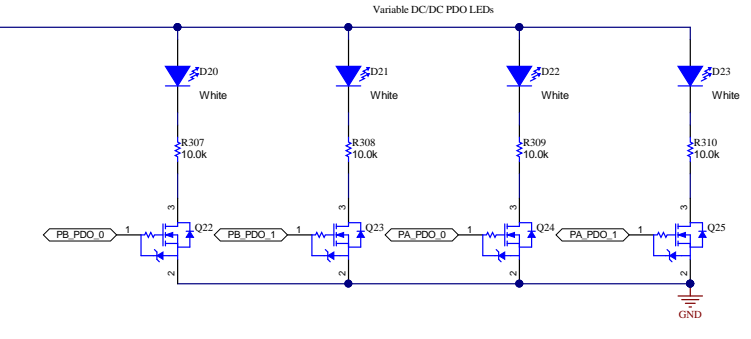 Variable DC/DC PDO LEDs
D20
D21
D22
D23
White
White
White
White
R307
R308
R309
R310
10.0k
10.0k
10.0k
10.0k
3
3
3
3
PB_PDO_0
1
Q22
PB_PDO_1
1
Q23
PA_PDO_0
1
Q24
PA_PDO_1
1
Q25
2
2
2
2
GND